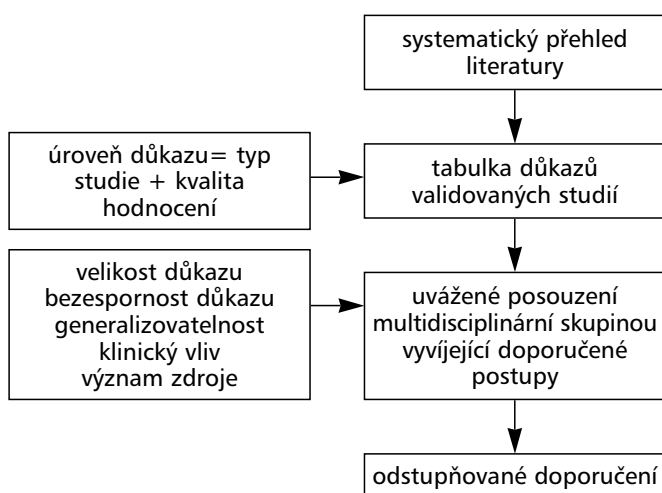 systematický přehled
literatury
úroveň důkazu= typ
studie + kvalita
hodnocení
tabulka důkazů
validovaných studií
velikost důkazu
bezespornost důkazu
generalizovatelnost
klinický vliv
význam zdroje
uvážené posouzení
multidisciplinární skupinou
vyvíjející doporučené
postupy
odstupňované doporučení